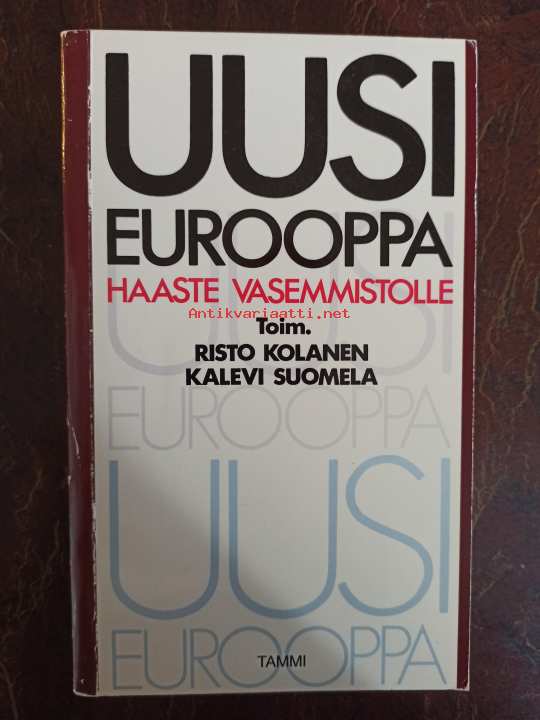 UUSI
EUROOPPA
HAASTE VASEMMISTOLLE
Antikvariaatti.net
Toim.
RISTO KOLANEN
KALEVI SUOMELA
UUSI
EUROOPPA
UUSI
EUROOPPA
TAMMI